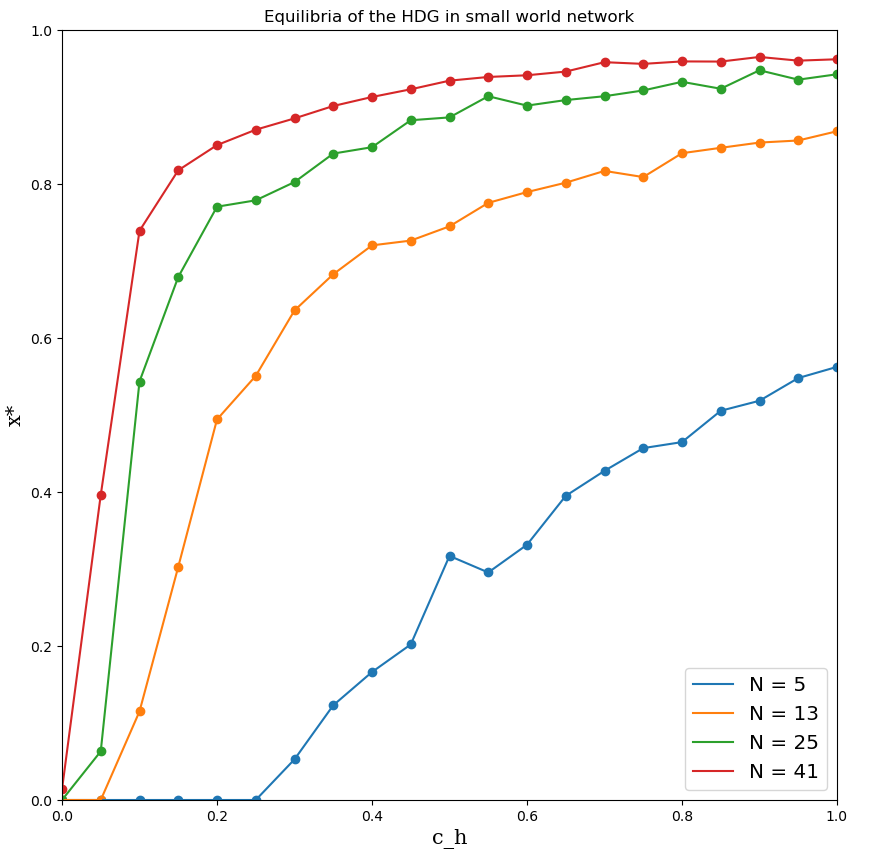 Equilibria of the HDG in small world network
1.0
0.8
0.6
0.4
0.2
0.0
x*
N = 5
N = 13
N = 25
N = 41
0.0 0.2 0.4 0.6 0.8 1.0
c_h